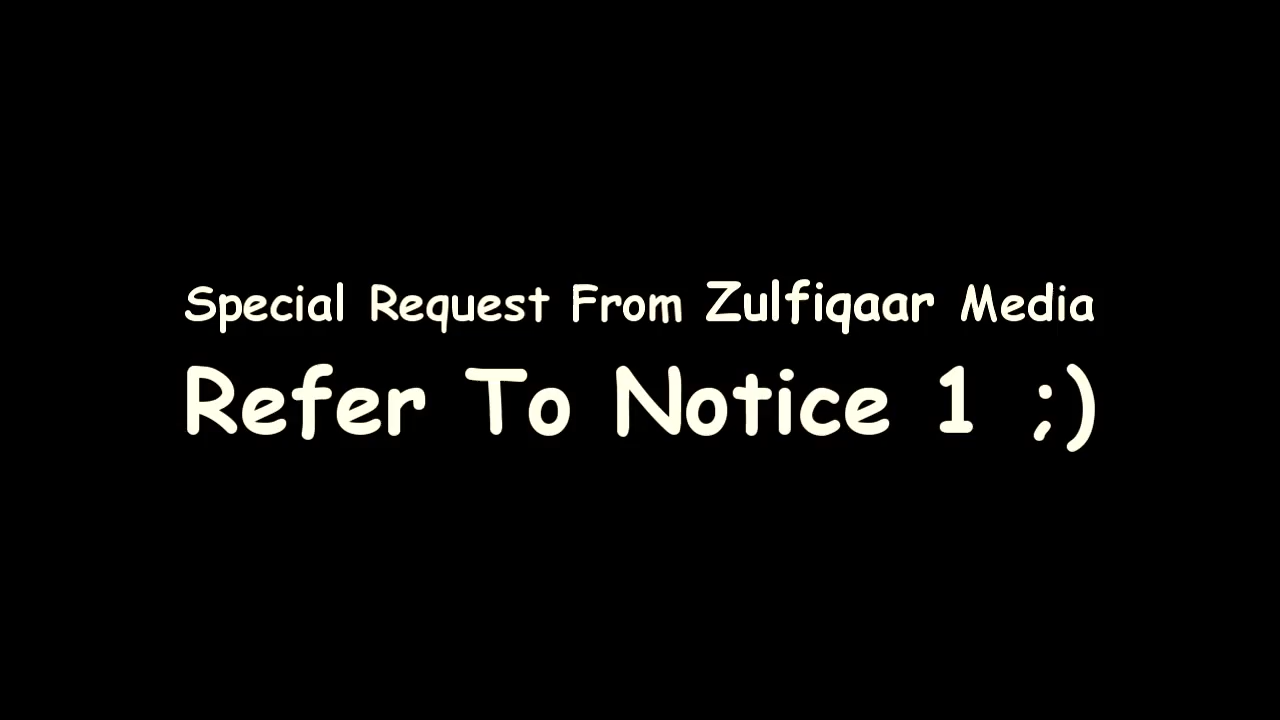 Special Request From Zulfiqaar Media
Refer To Notice 1 ;)